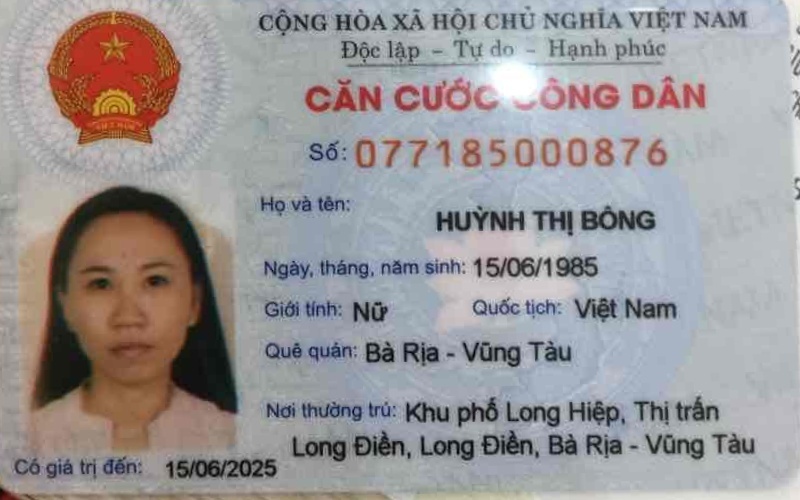 CỘNG HÒA XÃ HỘI CHỦ NGHĨA VIỆT NAM
Độc lập - Tự do - Hạnh phúc
CĂN CƯỚC CÔNG DÂN
Số: 077185000876
Họ và tên:
HUỲNH THỊ BÔNG
Ngày, tháng, năm sinh: 15/06/1985
Giới tính: Nữ Quốc tịch: Việt Nam
Quê quán: Bà Rịa - Vũng Tàu
Nơi thường trú: Khu phố Long Hiệp, Thị trấn
Long Điền, Long Điền, Bà Rịa - Vũng Tàu
Có giá trị đến: 15/06/2025